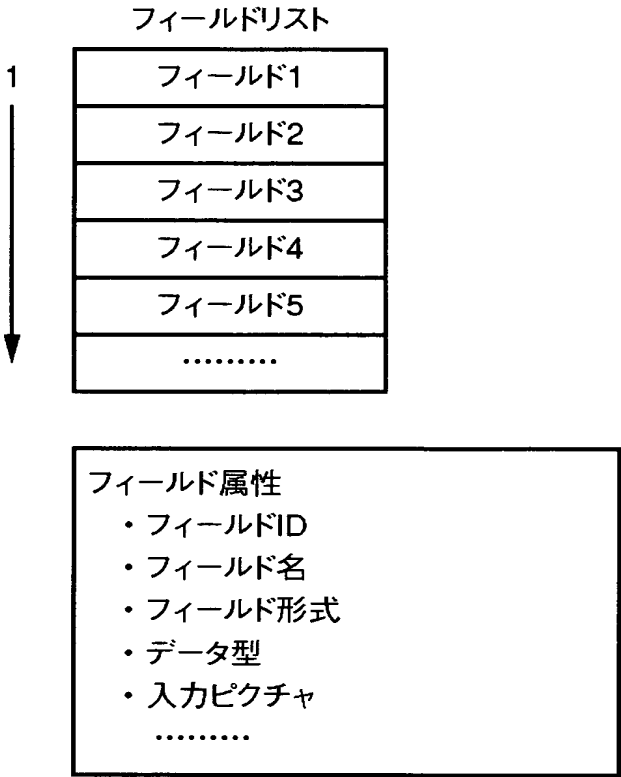 フィールドリスト
1
フィールド1
フィールド2
フィールド3
フィールド4
フィールド5
………
フィールド属性
・フィールドID
・フィールド名
・フィールド形式
・データ型
・入力ピクチャ
………